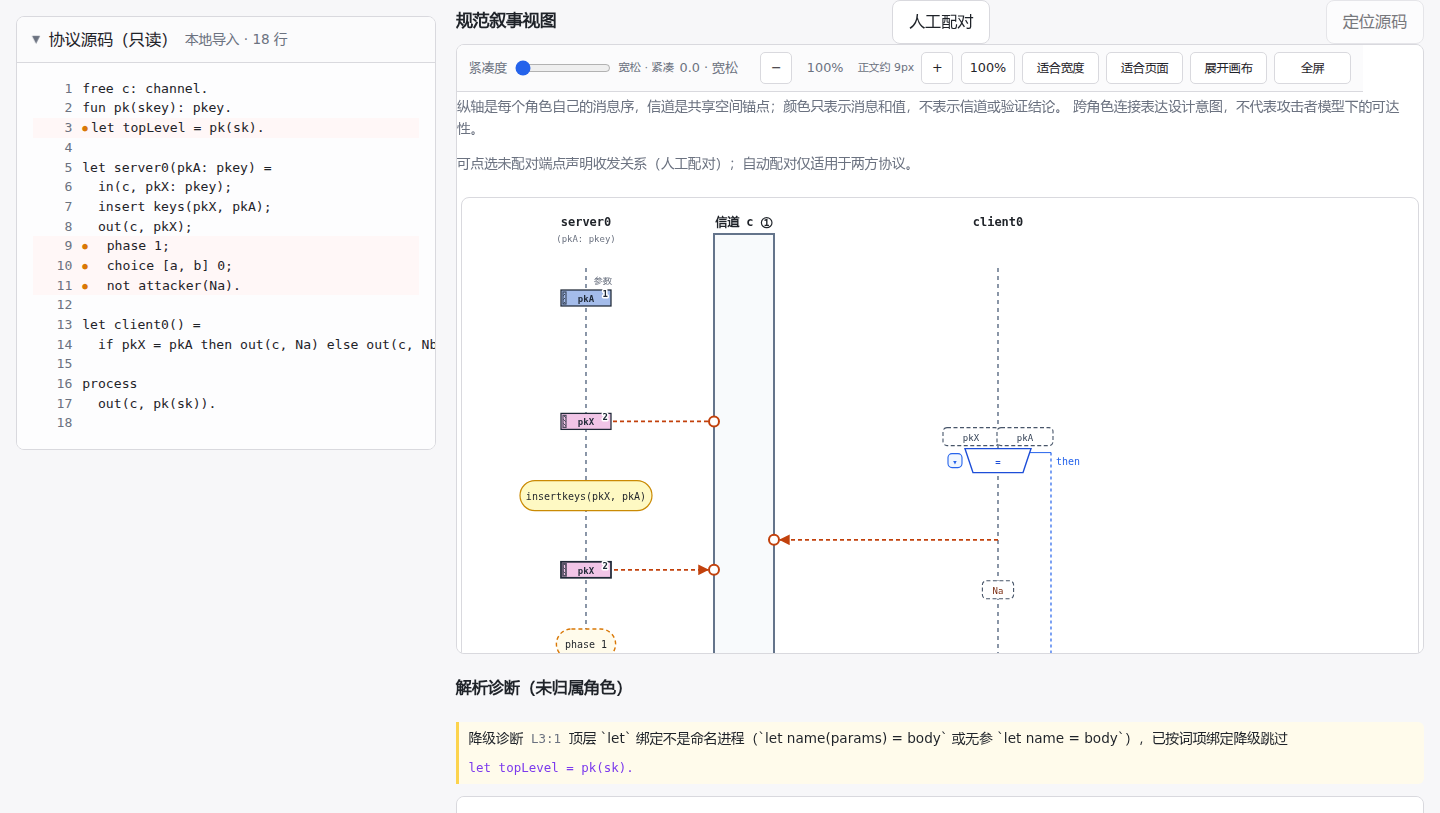 ▼ 协议源码（只读） 本地导入 · 18 行
1 free c: channel.
2 fun pk(skey): pkey.
3 let topLevel = pk(sk).
4
5 let server0(pkA: pkey) =
6 in(c, pkX: pkey);
7 insert keys(pkX, pkA);
8 out(c, pkX);
9 phase 1;
10 choice [a, b] 0;
11 not attacker(Na).
12
13 let client0() =
14 if pkX = pkA then out(c, Na) else out(c, Nb
15
16 process
17 out(c, pk(sk)).
18
规范叙事视图
人工配对
定位源码
紧凑度 宽松 · 紧凑 0.0 · 宽松 − 100% 正文约 9px + 100% 适合宽度 适合页面 展开画布 全屏
纵轴是每个角色自己的消息序，信道是共享空间锚点；颜色只表示消息和值，不表示信道或验证结论。 跨角色连接表达设计意图，不代表攻击者模型下的可达
性。
可点选未配对端点声明收发关系（人工配对）；自动配对仅适用于两方协议。
server0 信道 c ① client0
(pkA: pkey)
参数
pkA 1
pkX 2
pkX pkA
= then
insertkeys(pkX, pkA)
pkX 2
Na
phase 1
解析诊断（未归属角色）
降级诊断 L3:1 顶层 `let` 绑定不是命名进程（`let name(params) = body` 或无参 `let name = body`），已按词项绑定降级跳过
let topLevel = pk(sk).